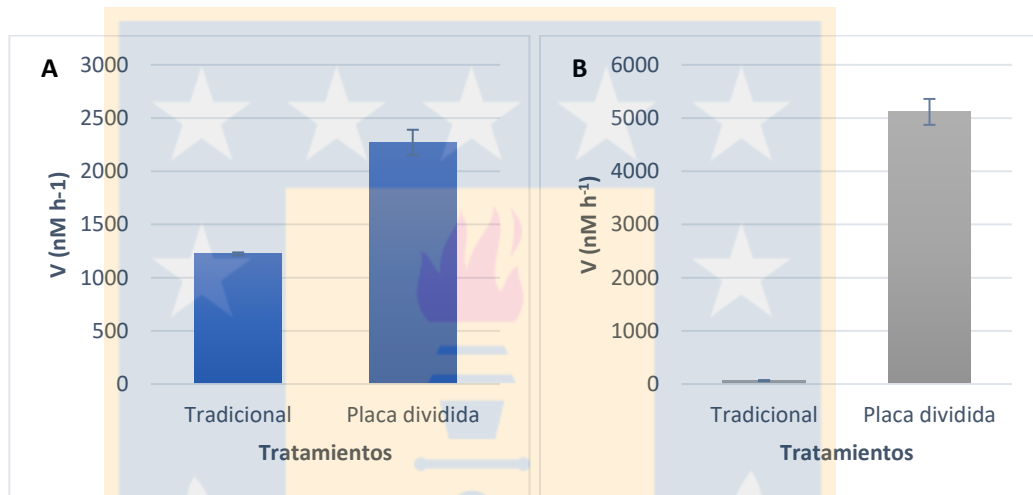 A
3000
2500
2000
1500
1000
500
0
V (nM h-1)
Tradicional Placa dividida
Tratamientos
B
6000
5000
4000
3000
2000
1000
0
V (nM h⁻¹)
Tradicional Placa dividida
Tratamientos